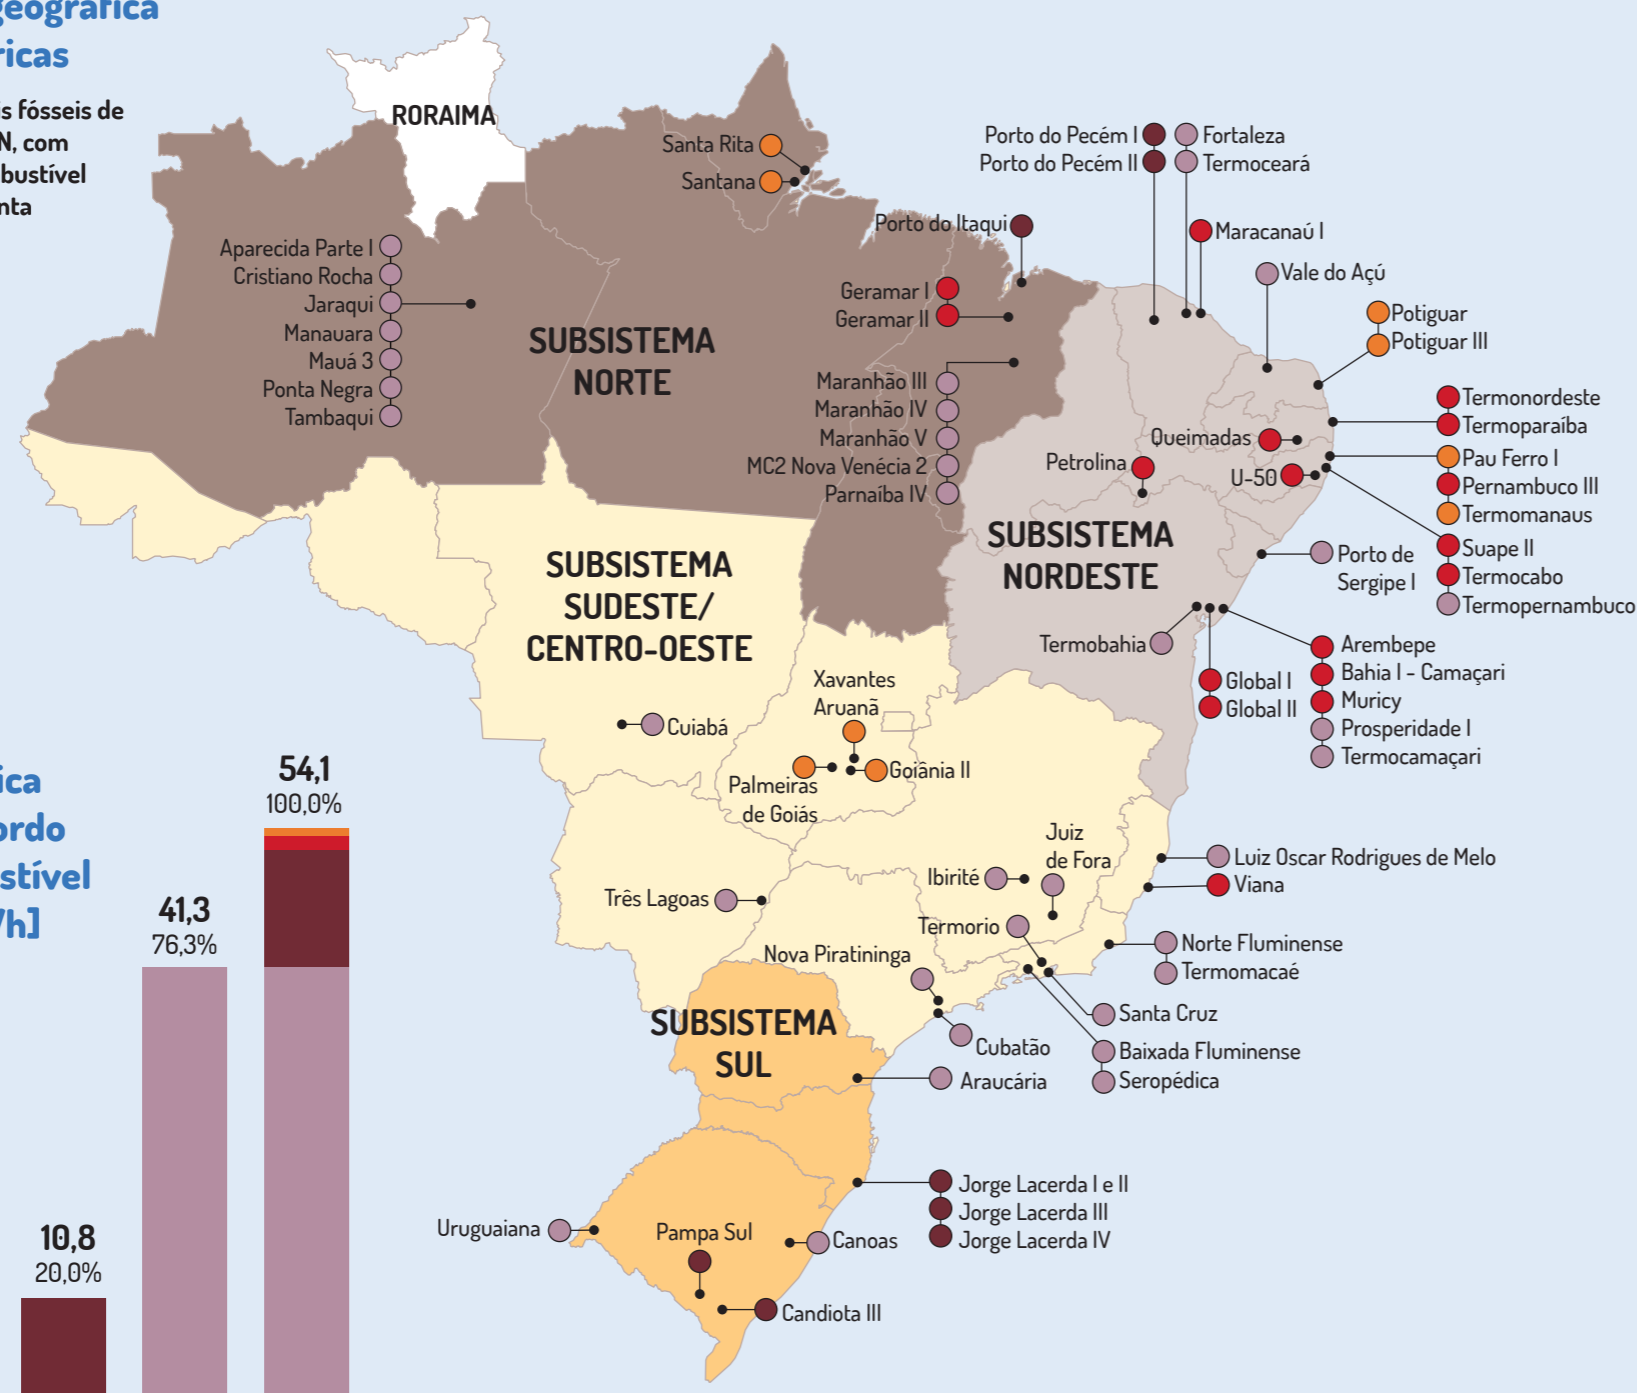 geográfica
ricas
is fósseis de
N, com
bustível
nta
RORAIMA
Santa Rita
Santana
Porto do Pecém I
Porto do Pecém II
Fortaleza
Termoceará
Porto do Itaqui
Maracanaú I
Vale do Açú
Potiguar
Potiguar III
Aparecida Parte I
Cristiano Rocha
Jaraqui
Manauara
Mauá 3
Ponta Negra
Tambaqui
SUBSISTEMA
NORTE
Geramar I
Geramar II
Maranhão III
Maranhão IV
Maranhão V
MC2 Nova Venécia 2
Parnaíba IV
Termonordeste
Termoparaíba
Queimadas
Petrolina
U-50
Pau Ferro I
Pernambuco III
Termomanaus
Suape II
Termocabo
Termopernambuco
SUBSISTEMA
NORDESTE
Porto de
Sergipe I
Termobahia
Global I
Global II
Arembepe
Bahia I - Camaçari
Muricy
Prosperidade I
Termocamaçari
SUBSISTEMA
SUDESTE/
CENTRO-OESTE
Xavantes
Aruanã
Cuiabá
Palmeiras
de Goiás
Goiânia II
Juiz
de Fora
Ibirité
Luiz Oscar Rodrigues de Melo
Viana
Três Lagoas
Termorio
Nova Piratininga
Norte Fluminense
Termomacaé
Santa Cruz
Baixada Fluminense
Seropédica
Cubatão
SUBSISTEMA
SUL
Araucária
Jorge Lacerda I e II
Jorge Lacerda III
Jorge Lacerda IV
Uruguaiana
Pampa Sul
Canoas
Candiota III
ica
ordo
stível
/h]
54,1
100,0%
41,3
76,3%
10,8
20,0%